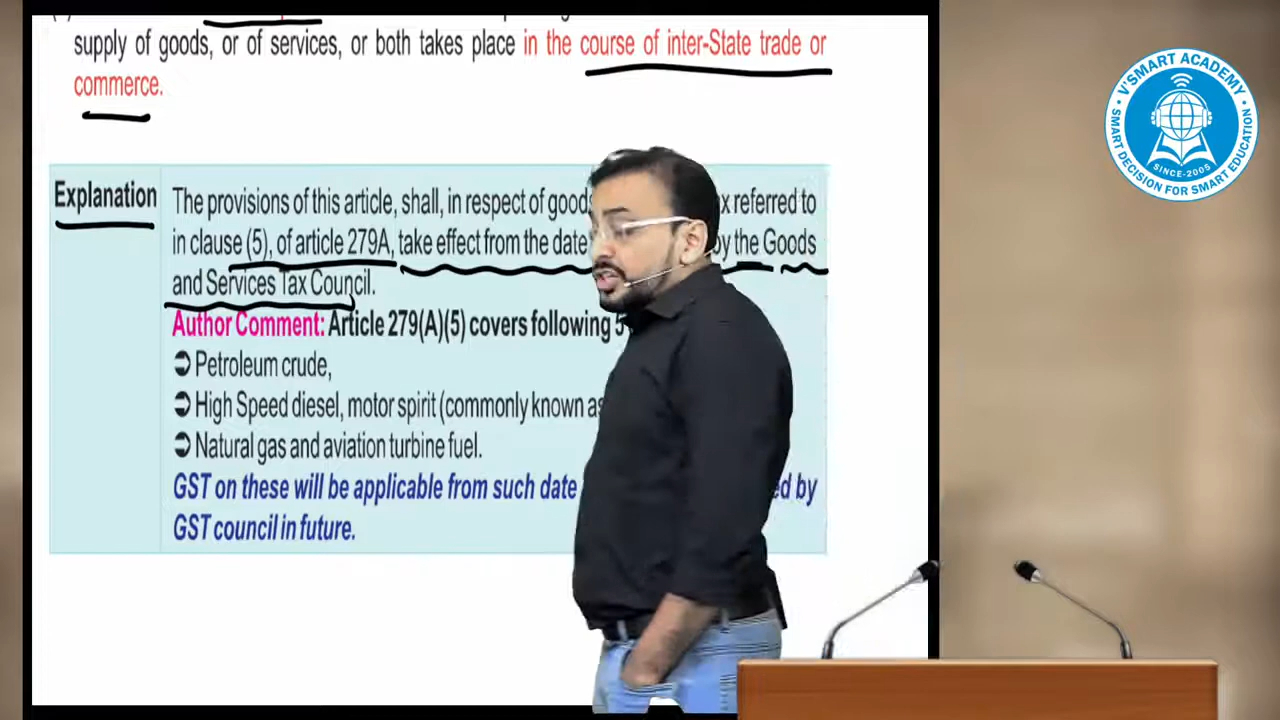 supply of goods, or of services, or both takes place in the course of inter-State trade or
commerce.
Explanation
The provisions of this article, shall, in respect of goods x referred to
in clause (5), of article 279A, take effect from the date by the Goods
and Services Tax Council.
Author Comment: Article 279(A)(5) covers following 5
➲ Petroleum crude,
➲ High Speed diesel, motor spirit (commonly known as
➲ Natural gas and aviation turbine fuel.
GST on these will be applicable from such date ed by
GST council in future.
V'SMART ACADEMY
SINCE-2005
SMART DECISION FOR SMART EDUCATION